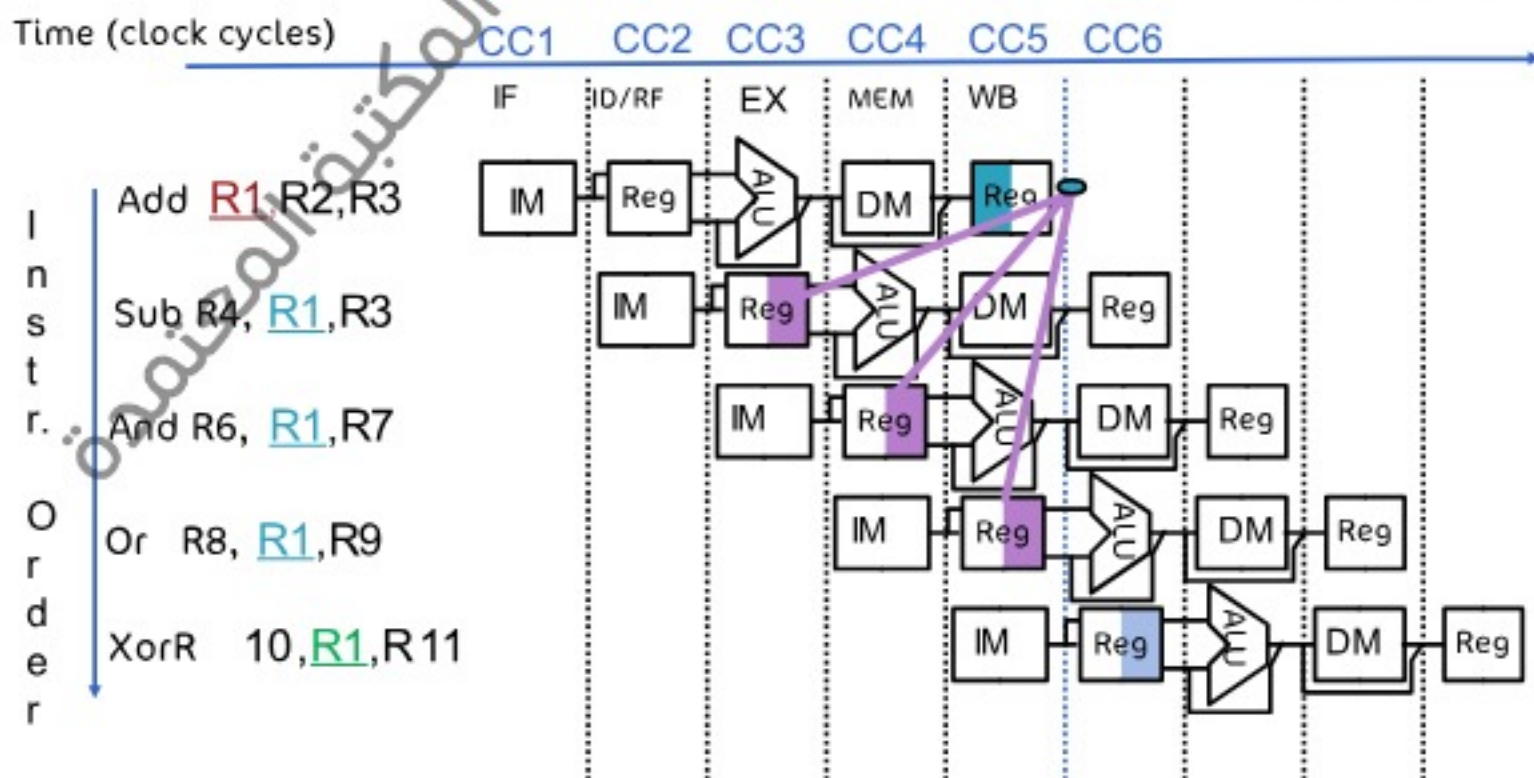 Time (clock cycles)
CC1 CC2 CC3 CC4 CC5 CC6
IF ID/RF EX MEM WB
Instr. Order
Add R1,R2,R3
IM Reg ALU DM Reg
Sub R4, R1,R3
IM Reg ALU DM Reg
And R6, R1,R7
IM Reg ALU DM Reg
Or R8, R1,R9
IM Reg ALU DM Reg
XorR 10,R1,R11
IM Reg ALU DM Reg
المكتبة المعتمدة